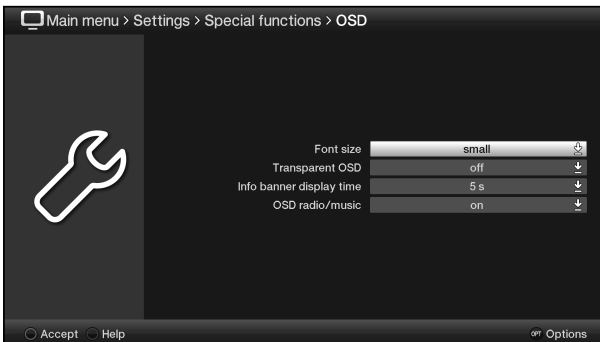 Main menu > Settings > Special functions > OSD
Font size small
Transparent OSD off
Info banner display time 5 s
OSD radio/music on
Accept Help OPT Options